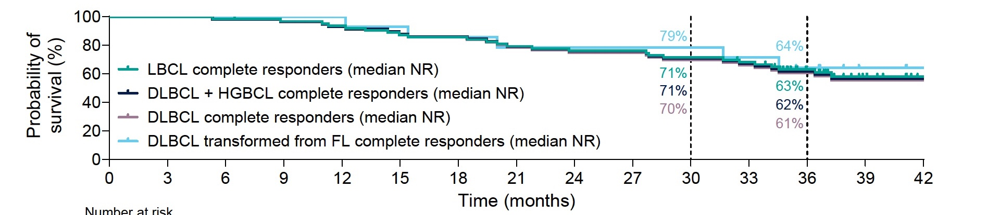 Probability of
survival (%)
100
80
60
40
20
0
79%
64%
LBCL complete responders (median NR)
71%
63%
DLBCL + HGBCL complete responders (median NR)
71%
62%
DLBCL complete responders (median NR)
70%
61%
DLBCL transformed from FL complete responders (median NR)
0 3 6 9 12 15 18 21 24 27 30 33 36 39 42
Time (months)
Number at risk